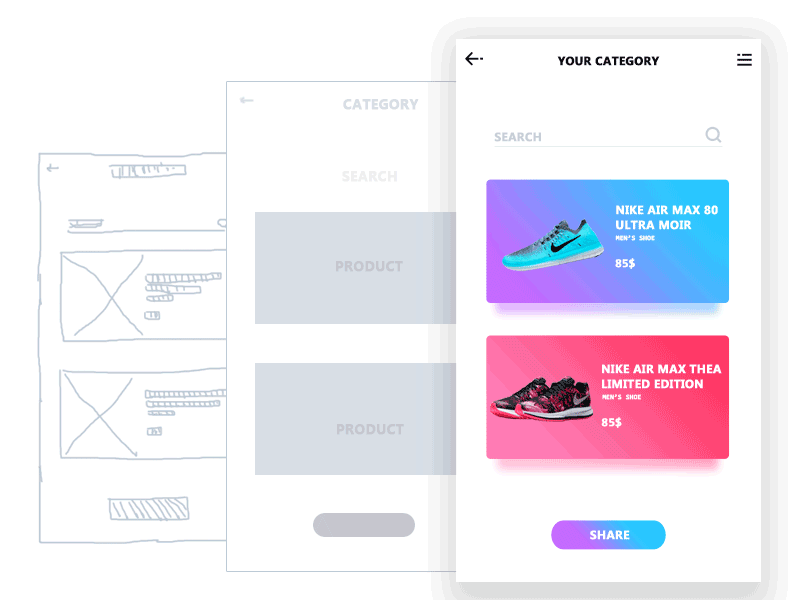 CATEGORY
SEARCH
PRODUCT
PRODUCT
YOUR CATEGORY
SEARCH
NIKE AIR MAX 80
ULTRA MOIR
MEN'S SHOE
85$
NIKE AIR MAX THEA
LIMITED EDITION
MEN'S SHOE
85$
SHARE